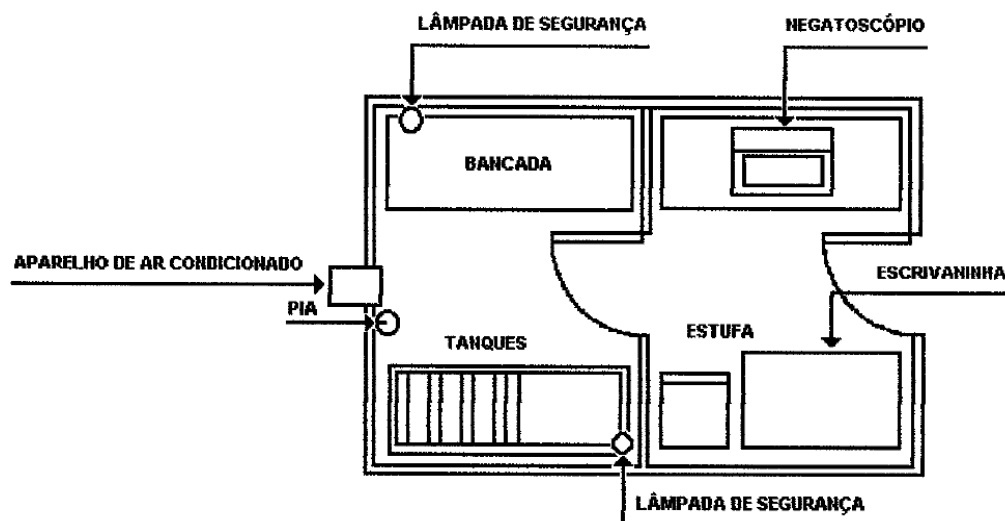 LÂMPADA DE SEGURANÇA
NEGATOSCÓPIO
BANCADA
APARELHO DE AR CONDICIONADO
ESCRIVANINHA
PIA
TANQUES
ESTUFA
LÂMPADA DE SEGURANÇA